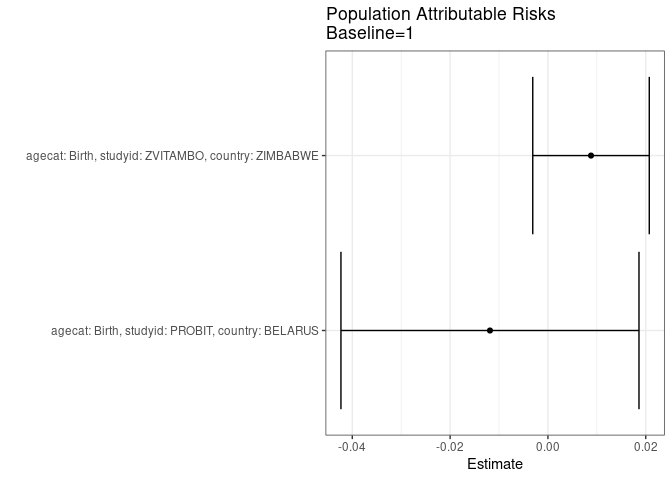 Population Attributable Risks
Baseline=1
agecat: Birth, studyid: ZVITAMBO, country: ZIMBABWE
agecat: Birth, studyid: PROBIT, country: BELARUS
-0.04 -0.02 0.00 0.02
Estimate